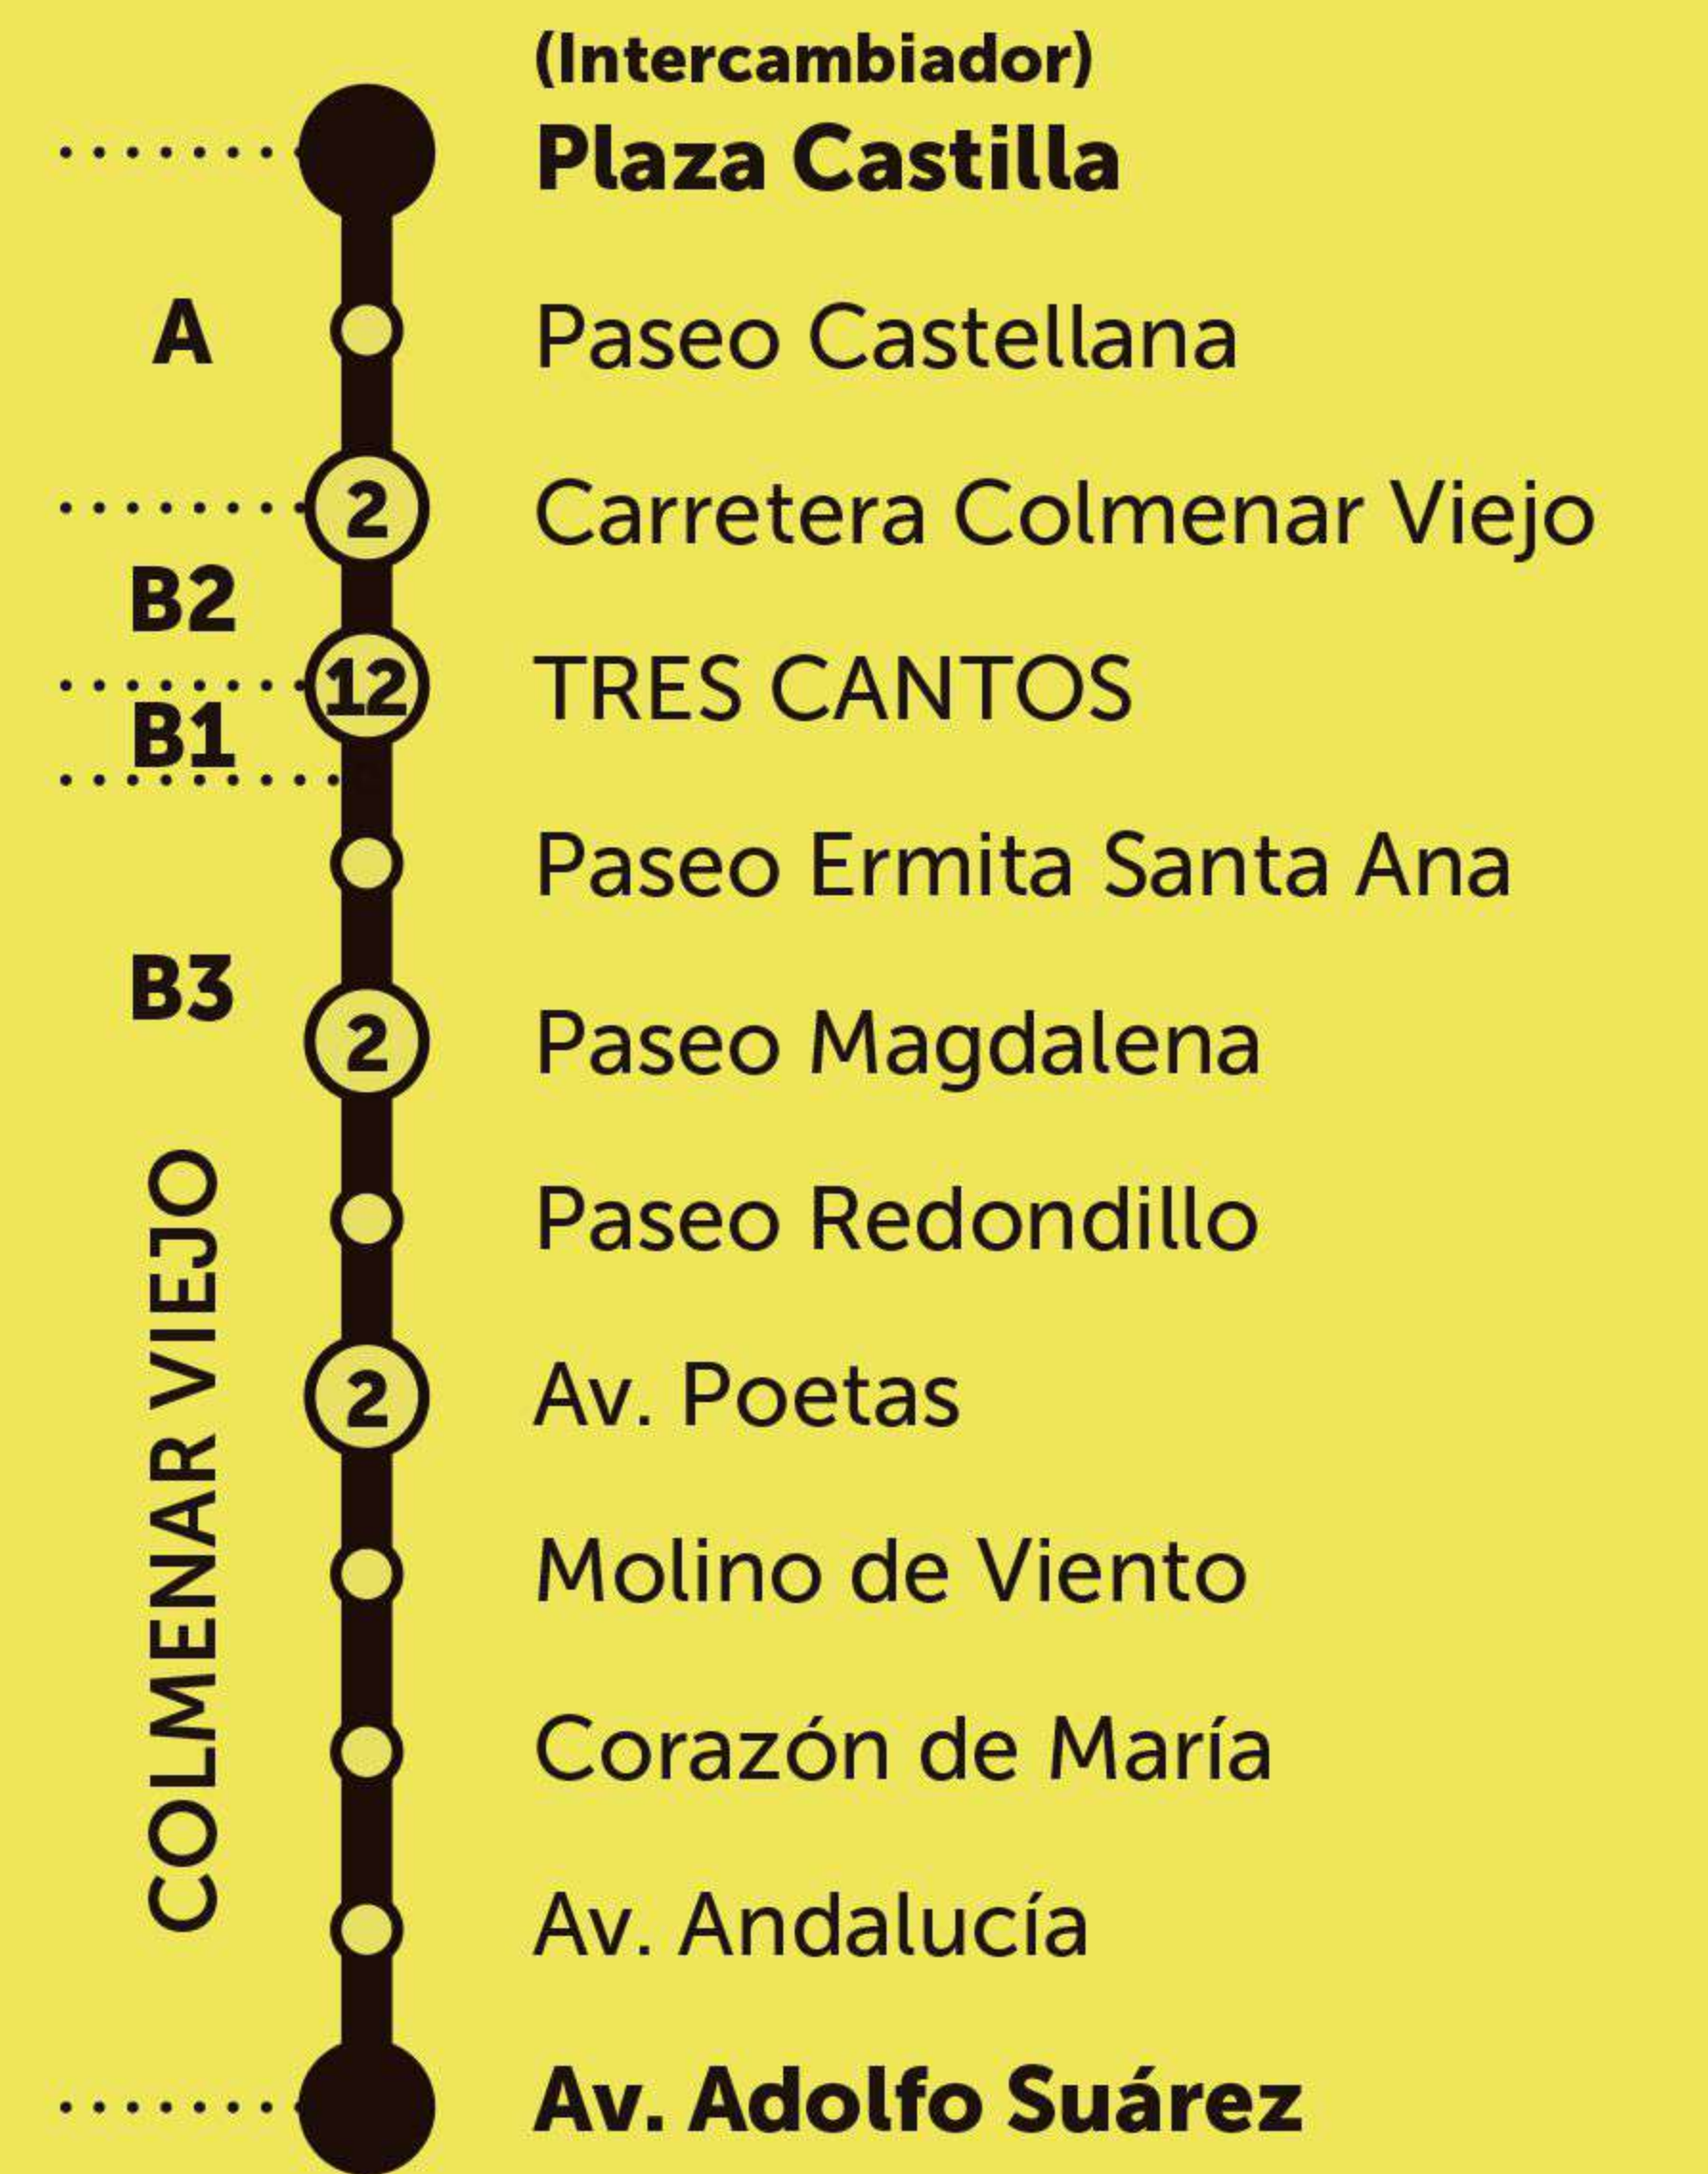 (Intercambiador)
Plaza Castilla
A
Paseo Castellana
2
Carretera Colmenar Viejo
B2
12
TRES CANTOS
B1
Paseo Ermita Santa Ana
B3
2
Paseo Magdalena
COLMENAR VIEJO
Paseo Redondillo
2
Av. Poetas
Molino de Viento
Corazón de María
Av. Andalucía
Av. Adolfo Suárez